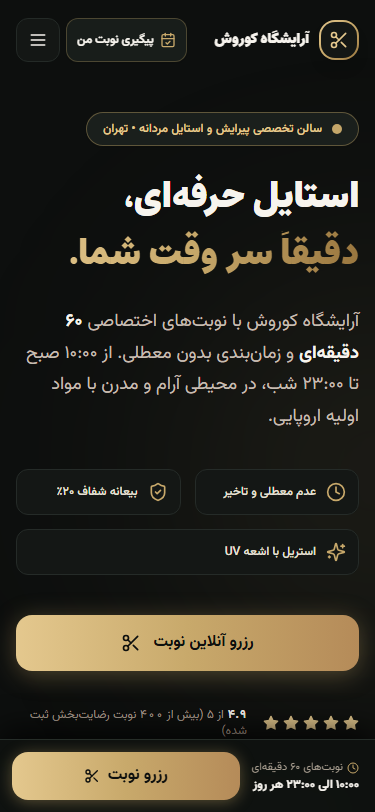 آرایشگاه کوروش
پیگیری نوبت من
سالن تخصصی پیرایش و استایل مردانه • تهران
استایل حرفه‌ای،
دقیقاً سر وقت شما.
آرایشگاه کوروش با نوبت‌های اختصاصی ۶۰
دقیقه‌ای و زمان‌بندی بدون معطلی. از ۱۰:۰۰ صبح
تا ۲۳:۰۰ شب، در محیطی آرام و مدرن با مواد
اولیه اروپایی.
عدم معطلی و تاخیر
بیعانه شفاف ۲۰٪
استریل با اشعه UV
رزرو آنلاین نوبت
۴.۹ از ۵ (بیش از ۴۰۰ نوبت رضایت‌بخش ثبت
شده)
نوبت‌های ۶۰ دقیقه‌ای
۱۰:۰۰ الی ۲۳:۰۰ هر روز
رزرو نوبت